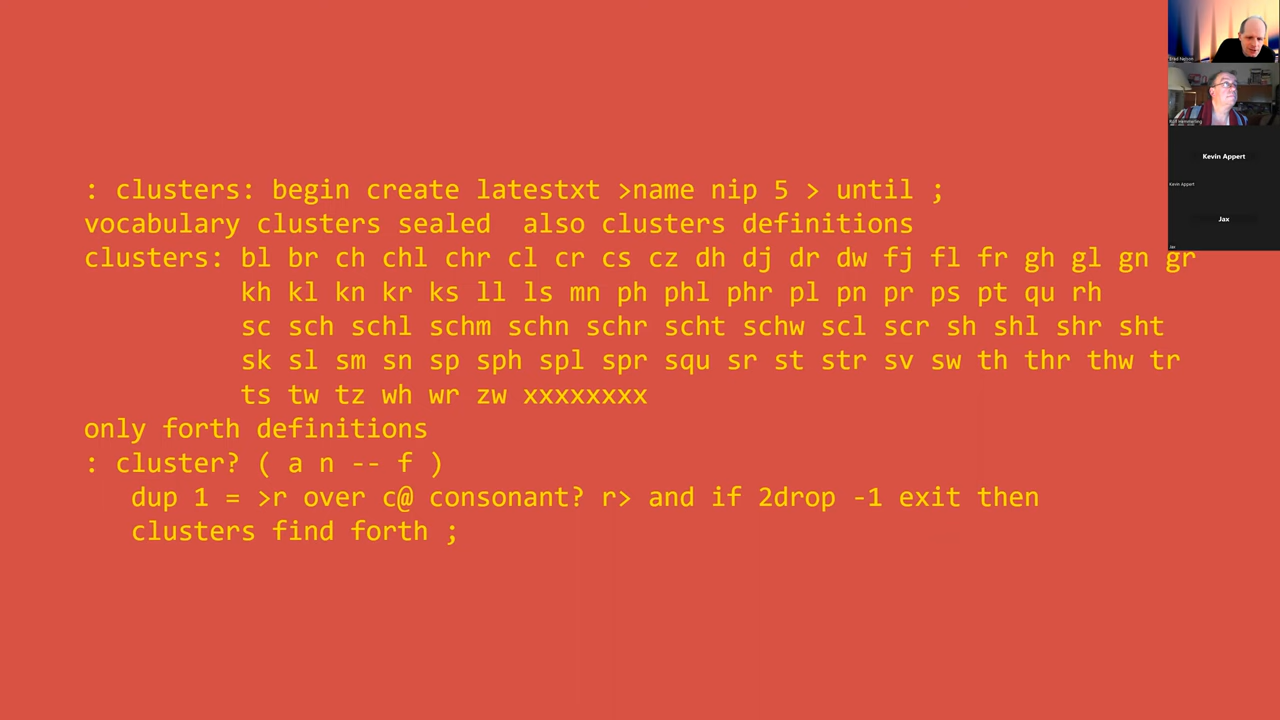 : clusters: begin create latestxt >name nip 5 > until ;
vocabulary clusters sealed  also clusters definitions
clusters: bl br ch chl chr cl cr cs cz dh dj dr dw fj fl fr gh gl gn gr
kh kl kn kr ks ll ls mn ph phl phr pl pn pr ps pt qu rh
sc sch schl schm schn schr scht schw scl scr sh shl shr sht
sk sl sm sn sp sph spl spr squ sr st str sv sw th thr thw tr
ts tw tz wh wr zw xxxxxxxx
only forth definitions
: cluster? ( a n -- f )
dup 1 = >r over c@ consonant? r> and if 2drop -1 exit then
clusters find forth ;
Kevin Appert
Kevin Appert
Jax
Jax